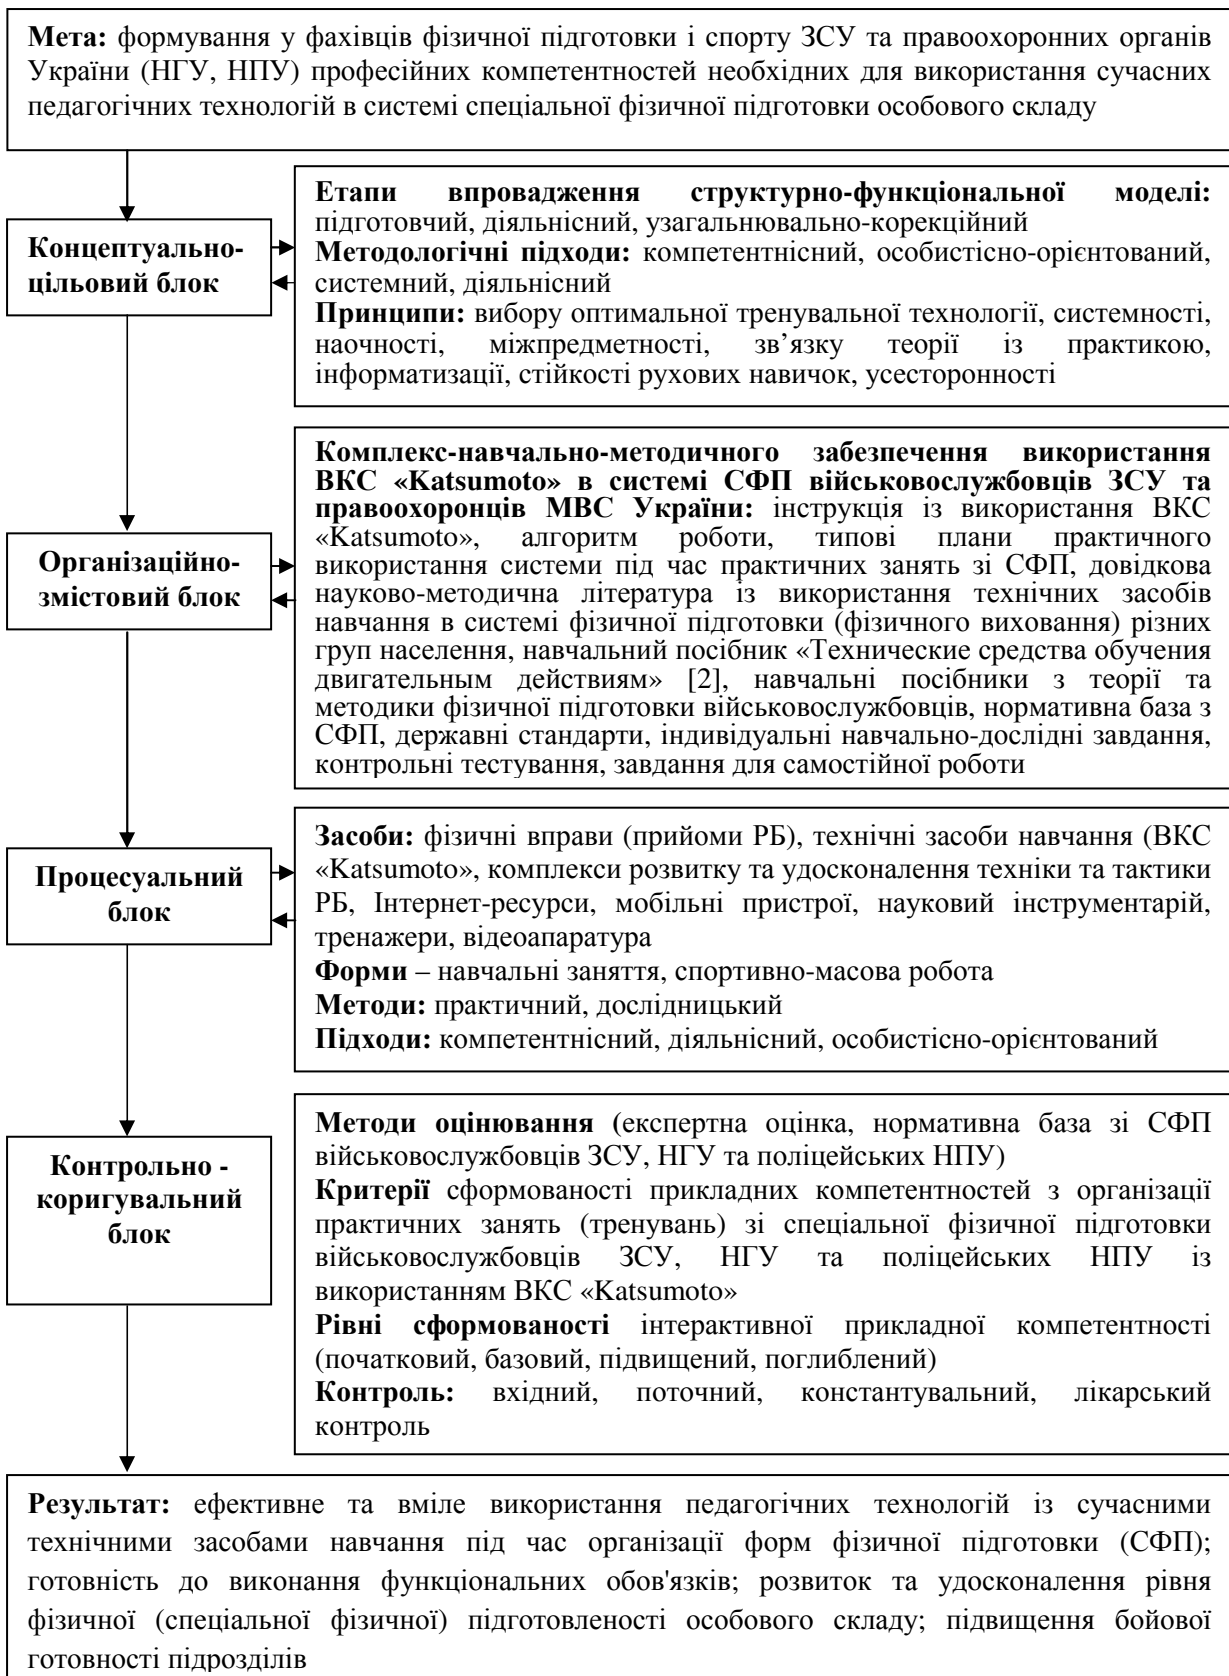 Мета: формування у фахівців фізичної підготовки і спорту ЗСУ та правоохоронних органів
України (НГУ, НПУ) професійних компетентностей необхідних для використання сучасних
педагогічних технологій в системі спеціальної фізичної підготовки особового складу
Концептуально-
цільовий блок
Етапи впровадження структурно-функціональної моделі:
підготовчий, діяльнісний, узагальнювально-корекційний
Методологічні підходи: компетентнісний, особистісно-орієнтований,
системний, діяльнісний
Принципи: вибору оптимальної тренувальної технології, системності,
наочності, міжпредметності, зв’язку теорії із практикою,
інформатизації, стійкості рухових навичок, усесторонності
Організаційно-
змістовий блок
Комплекс-навчально-методичного забезпечення використання
ВКС «Katsumoto» в системі СФП військовослужбовців ЗСУ та
правоохоронців МВС України: інструкція із використання ВКС
«Katsumoto», алгоритм роботи, типові плани практичного
використання системи під час практичних занять зі СФП, довідкова
науково-методична література із використання технічних засобів
навчання в системі фізичної підготовки (фізичного виховання) різних
груп населення, навчальний посібник «Технические средства обучения
двигательным действиям» [2], навчальні посібники з теорії та
методики фізичної підготовки військовослужбовців, нормативна база з
СФП, державні стандарти, індивідуальні навчально-дослідні завдання,
контрольні тестування, завдання для самостійної роботи
Процесуальний
блок
Засоби: фізичні вправи (прийоми РБ), технічні засоби навчання (ВКС
«Katsumoto», комплекси розвитку та удосконалення техніки та тактики
РБ, Інтернет-ресурси, мобільні пристрої, науковий інструментарій,
тренажери, відеоапаратура
Форми – навчальні заняття, спортивно-масова робота
Методи: практичний, дослідницький
Підходи: компетентнісний, діяльнісний, особистісно-орієнтований
Контрольно -
коригувальний
блок
Методи оцінювання (експертна оцінка, нормативна база зі СФП
військовослужбовців ЗСУ, НГУ та поліцейських НПУ)
Критерії сформованості прикладних компетентностей з організації
практичних занять (тренувань) зі спеціальної фізичної підготовки
військовослужбовців ЗСУ, НГУ та поліцейських НПУ із
використанням ВКС «Katsumoto»
Рівні сформованості інтерактивної прикладної компетентності
(початковий, базовий, підвищений, поглиблений)
Контроль: вхідний, поточний, константувальний, лікарський
контроль
Результат: ефективне та вміле використання педагогічних технологій із сучасними
технічними засобами навчання під час організації форм фізичної підготовки (СФП);
готовність до виконання функціональних обов'язків; розвиток та удосконалення рівня
фізичної (спеціальної фізичної) підготовленості особового складу; підвищення бойової
готовності підрозділів